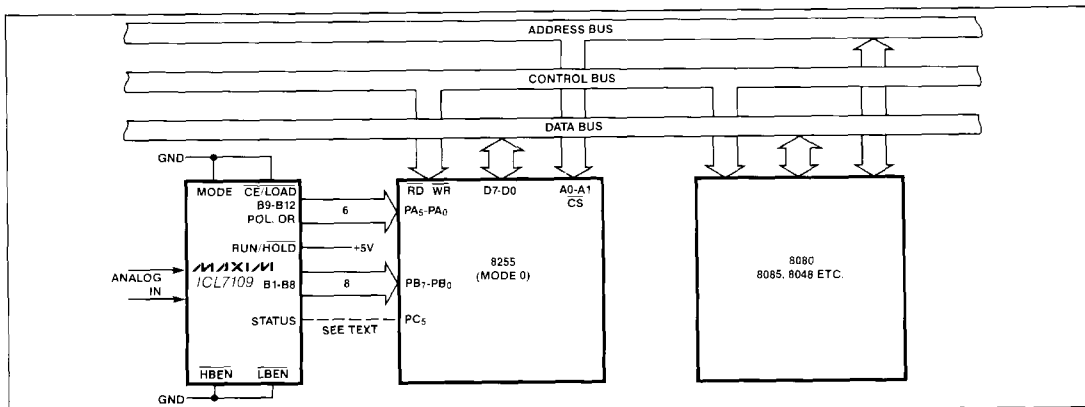 ADDRESS BUS
CONTROL BUS
DATA BUS
GND
MODE CE/LOAD
B9-B12
POL, OR
6
RUN/HOLD
+5V
ANALOG
IN
MAXIM
ICL7109
B1-B8
8
STATUS
SEE TEXT
HBEN LBEN
GND
RD WR D7-D0 A0-A1
CS
PA5-PA0
8255
(MODE 0)
PB7-PB0
PC5
8080
8085, 8048 ETC.